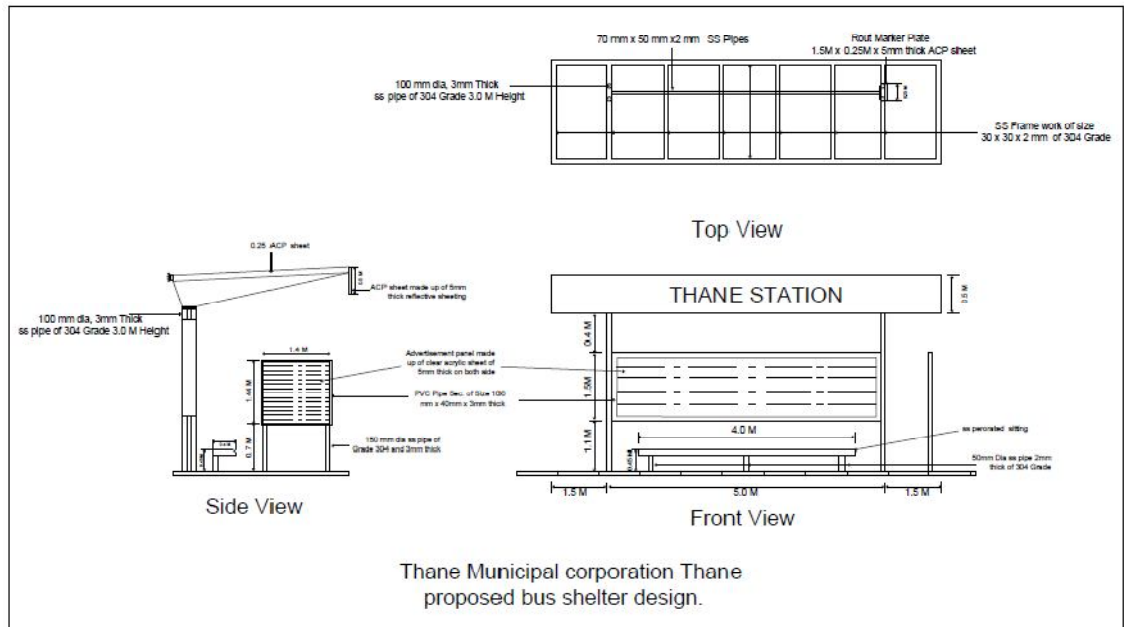 70 mm x 50 mm x2 mm SS Pipes
Rout Marker Plate
1.5M x 0.25M x 5mm thick ACP sheet
100 mm dia, 3mm Thick
ss pipe of 304 Grade 3.0 M Height
SS Frame work of size
30 x 30 x 2 mm of 304 Grade
Top View
0.25 ACP sheet
ACP sheet made up of 5mm
thick reflective sheeting
100 mm dia, 3mm Thick
ss pipe of 304 Grade 3.0 M Height
1.4 M
1.44 M
0.7 M
Advertisement panel made
up of clear acrylic sheet of
5mm thick on both side
PVC Pipe Sec. of Size 100
mm x 40mm x 3mm thick
150 mm dia ss pipe of
Grade 304 and 3mm thick
Side View
THANE STATION
0.5 M
0.4 M
1.5M
1.1 M
4.0 M
0.45 M
ss perorated sitting
50mm Dia ss pipe 2mm
thick of 304 Grade
1.5 M
5.0 M
1.5 M
Front View
Thane Municipal corporation Thane
proposed bus shelter design.